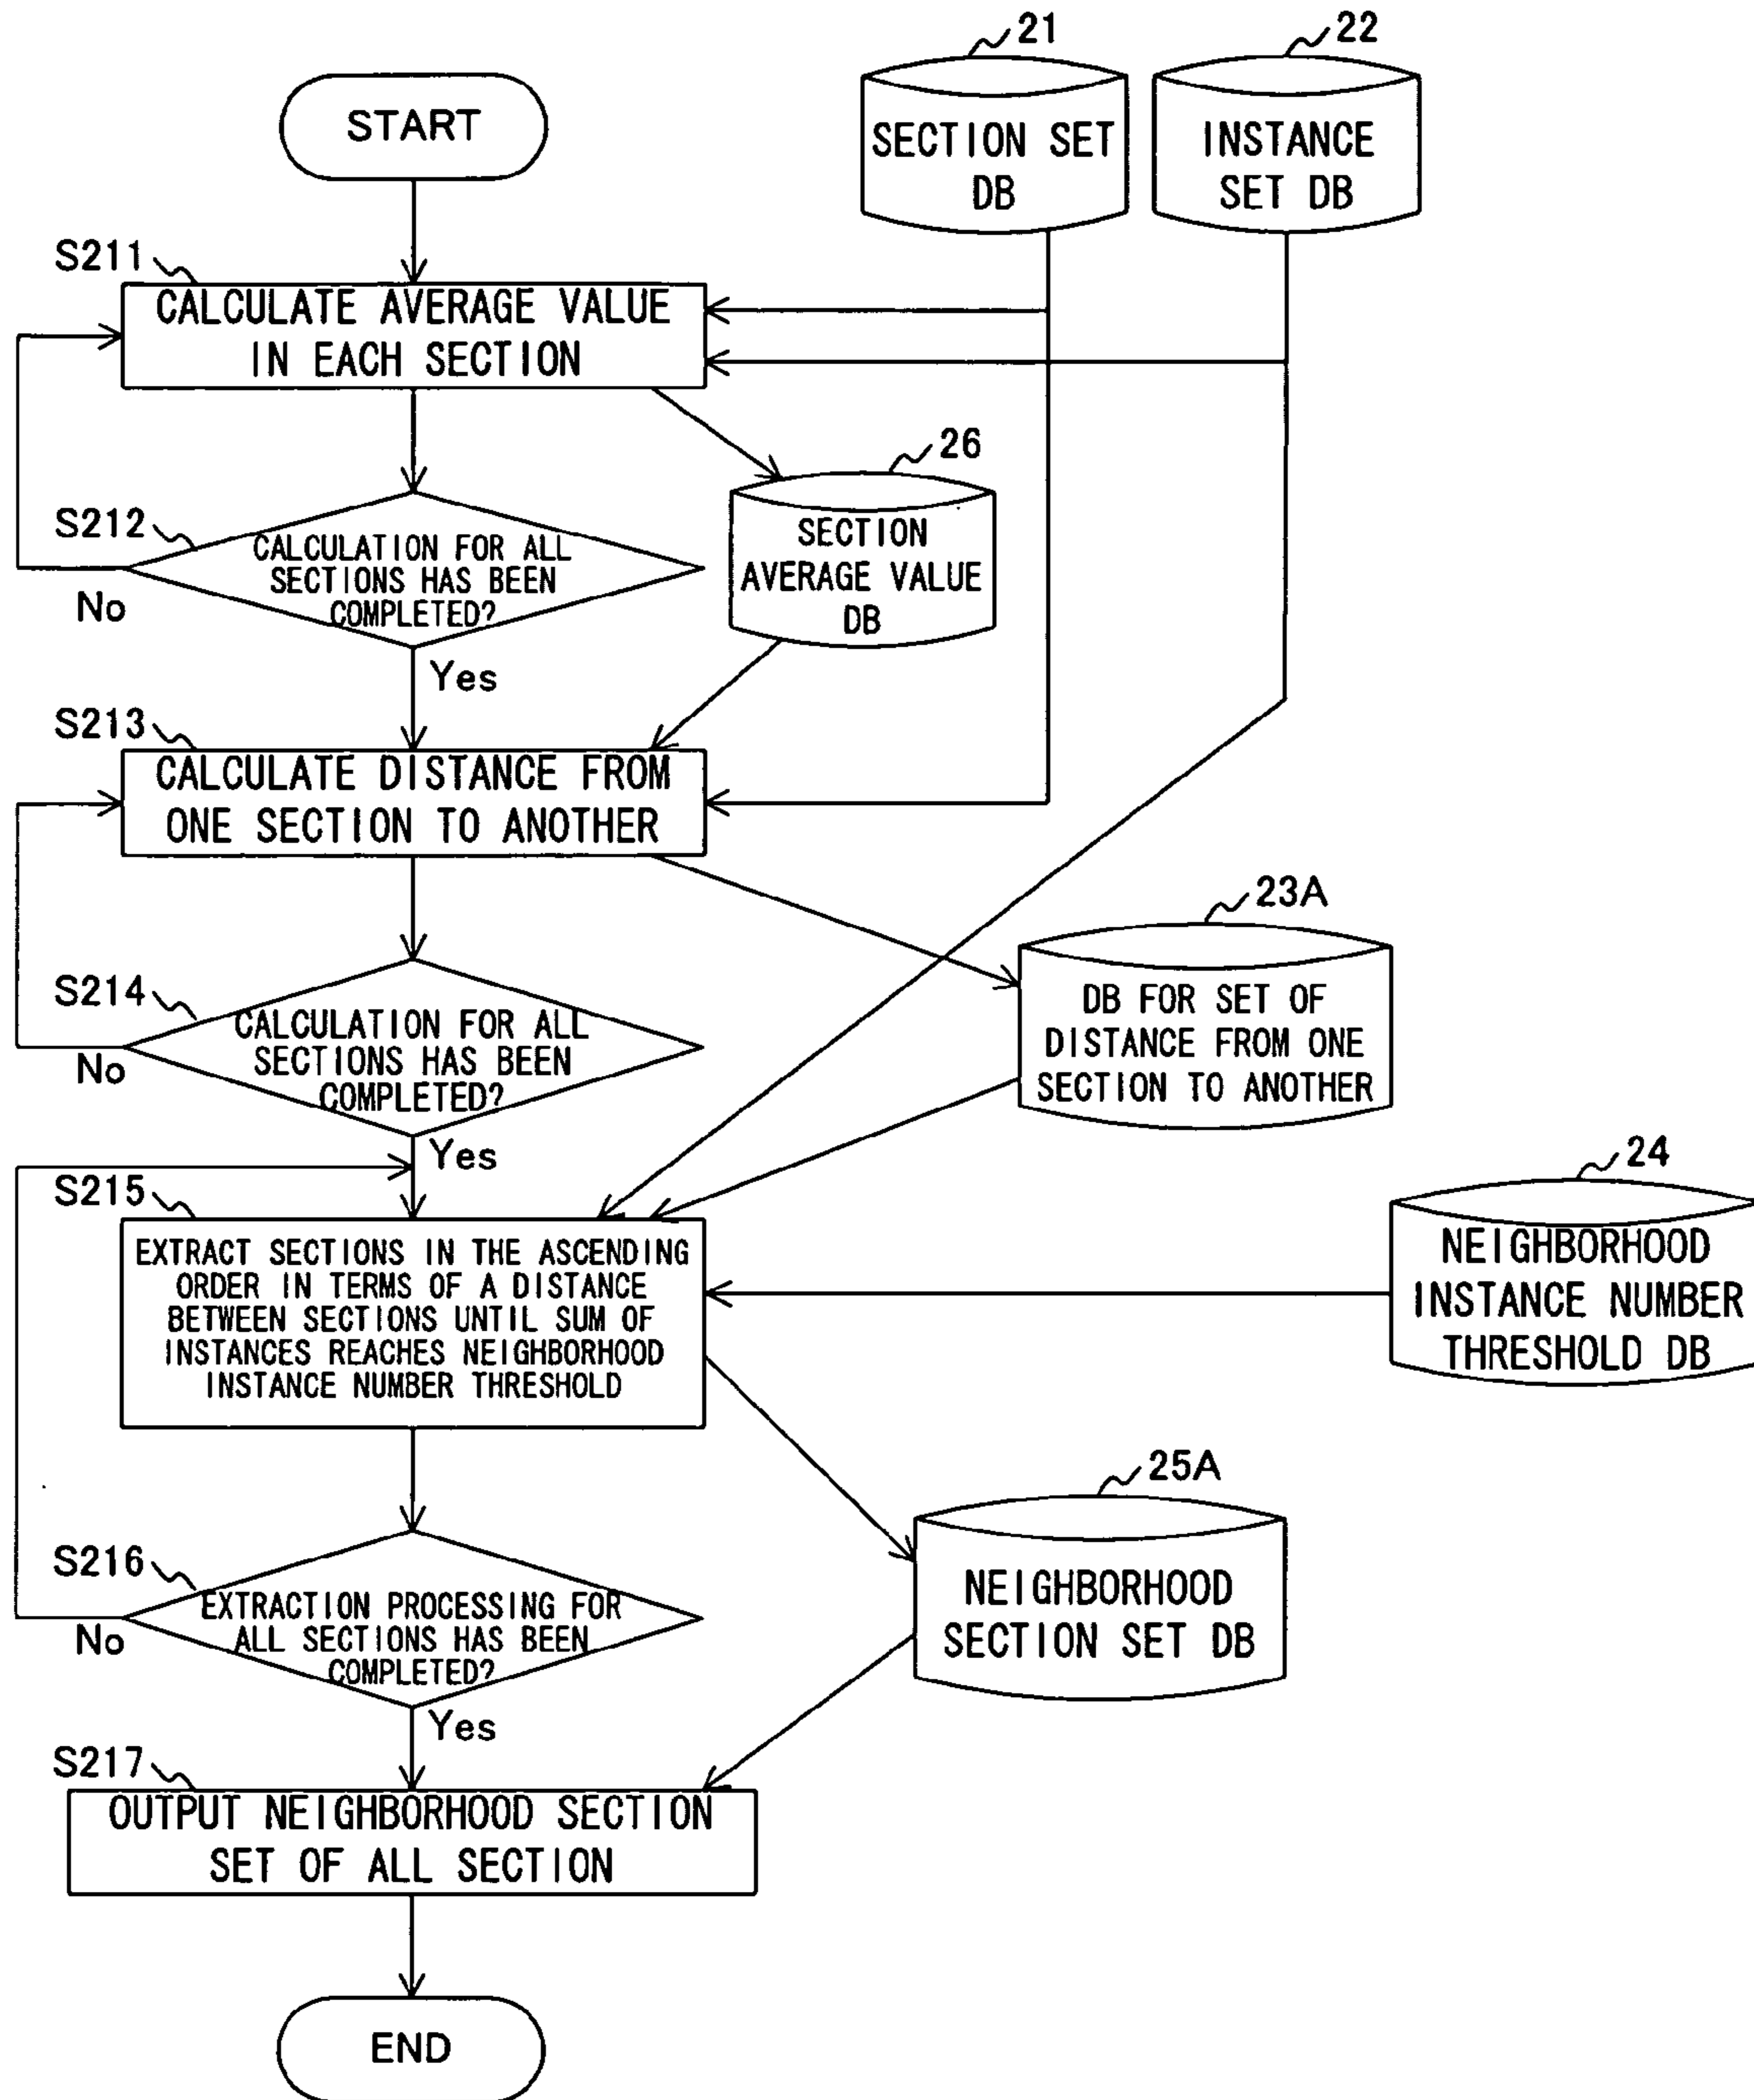 21
22
START
SECTION SET
DB
INSTANCE
SET DB
S211
CALCULATE AVERAGE VALUE
IN EACH SECTION
26
S212
CALCULATION FOR ALL
SECTIONS HAS BEEN
COMPLETED?
No
Yes
SECTION
AVERAGE VALUE
DB
S213
CALCULATE DISTANCE FROM
ONE SECTION TO ANOTHER
23A
S214
CALCULATION FOR ALL
SECTIONS HAS BEEN
COMPLETED?
No
Yes
DB FOR SET OF
DISTANCE FROM ONE
SECTION TO ANOTHER
24
S215
EXTRACT SECTIONS IN THE ASCENDING
ORDER IN TERMS OF A DISTANCE
BETWEEN SECTIONS UNTIL SUM OF
INSTANCES REACHES NEIGHBORHOOD
INSTANCE NUMBER THRESHOLD
NEIGHBORHOOD
INSTANCE NUMBER
THRESHOLD DB
25A
S216
EXTRACTION PROCESSING FOR
ALL SECTIONS HAS BEEN
COMPLETED?
No
Yes
NEIGHBORHOOD
SECTION SET DB
S217
OUTPUT NEIGHBORHOOD SECTION
SET OF ALL SECTION
END